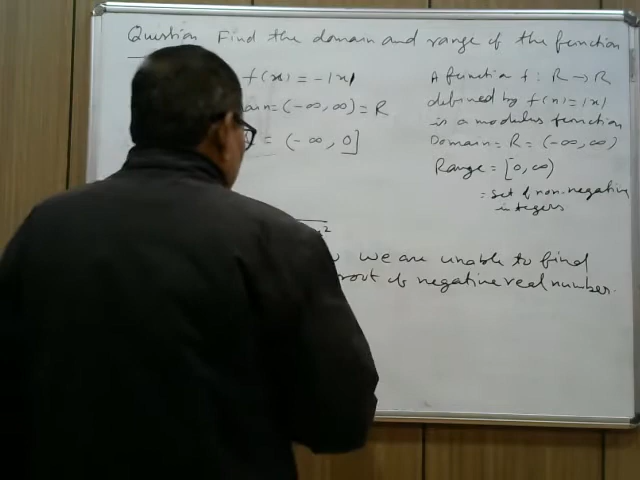 Question Find the domain and range of the function
f(x) = -|x|
ain = (-∞, ∞) = R
= (-∞, 0]
A function f: R → R
defined by f(x) = |x|
is a modulus function
Domain = R = (-∞, ∞)
Range = [0, ∞)
= set of non-negative
integers
we are unable to find
root of negative real number.